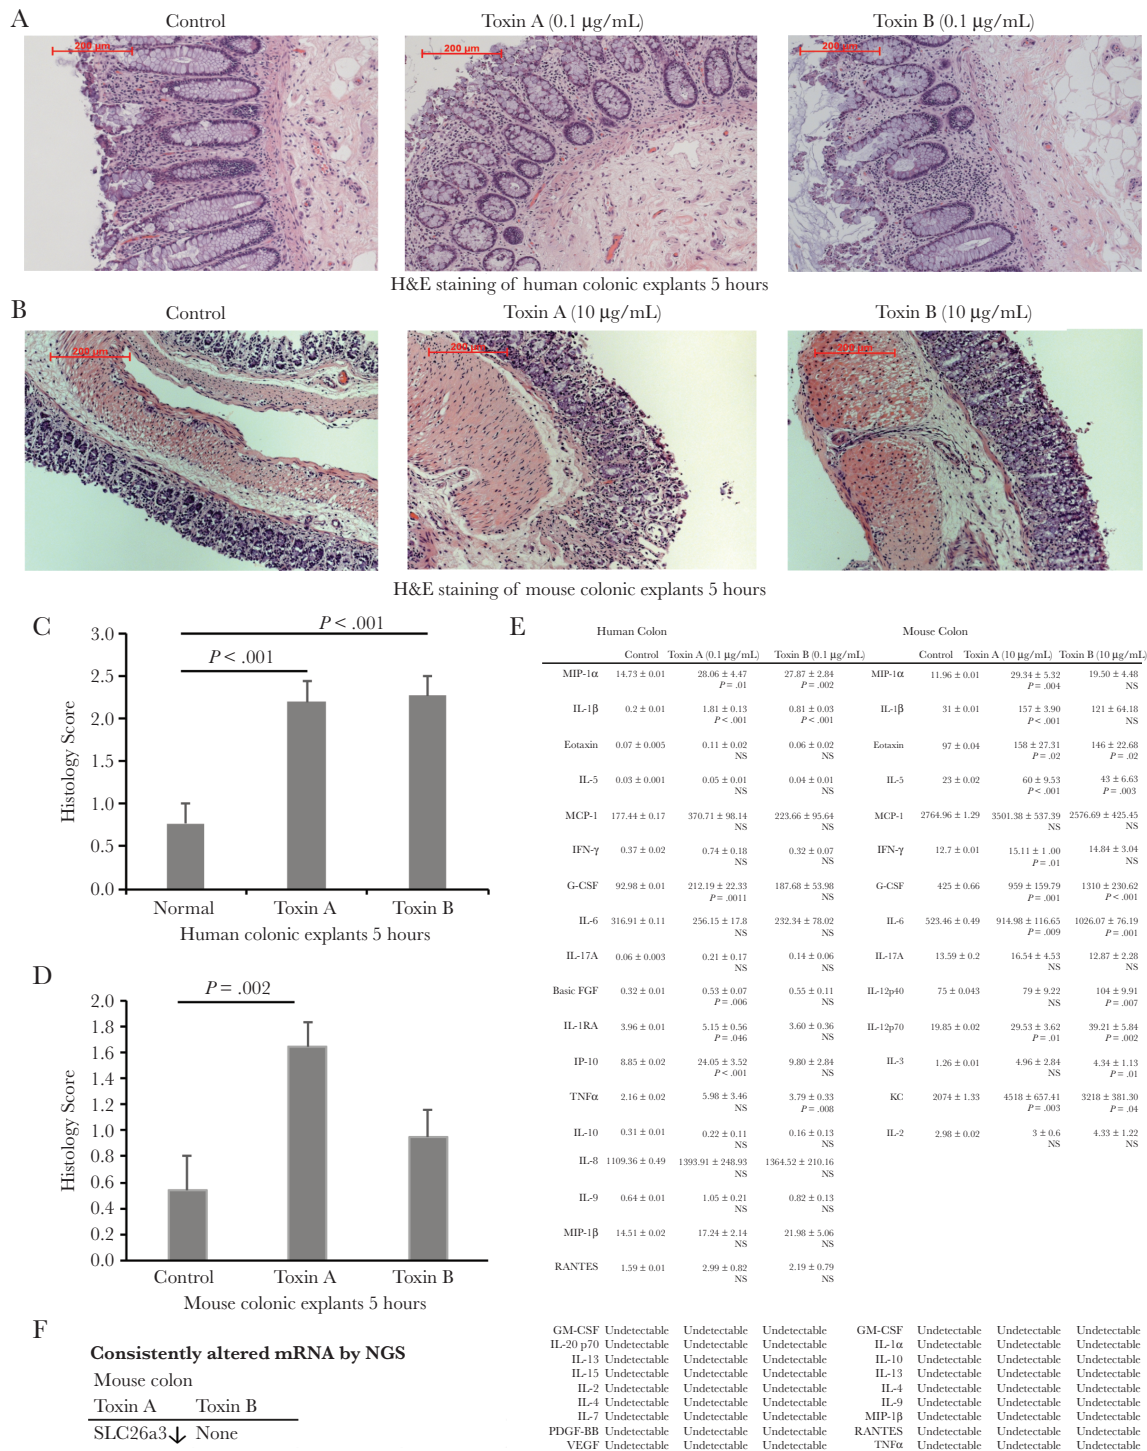 A
Control
Toxin A (0.1 µg/mL)
Toxin B (0.1 µg/mL)
200 µm
200 µm
200 µm
H&E staining of human colonic explants 5 hours
B
Control
Toxin A (10 µg/mL)
Toxin B (10 µg/mL)
200 µm
200 µm
200 µm
H&E staining of mouse colonic explants 5 hours
C
P < .001
P < .001
3.0
2.5
2.0
1.5
1.0
0.5
0.0
Histology Score
Normal Toxin A Toxin B
Human colonic explants 5 hours
D
P = .002
2.0
1.8
1.6
1.4
1.2
1.0
0.8
0.6
0.4
0.2
0.0
Histology Score
Control Toxin A Toxin B
Mouse colonic explants 5 hours
E
Human Colon Mouse Colon
Control Toxin A (0.1 µg/mL) Toxin B (0.1 µg/mL) Control Toxin A (10 µg/mL) Toxin B (10 µg/mL)
MIP-1α 14.73 ± 0.01 28.06 ± 4.47 27.87 ± 2.84 MIP-1α 11.96 ± 0.01 29.34 ± 5.32 19.50 ± 4.48
P = .01 P = .002 P = .004 NS
IL-1β 0.2 ± 0.01 1.81 ± 0.13 0.81 ± 0.03 IL-1β 31 ± 0.01 157 ± 3.90 121 ± 64.18
P < .001 P < .001 P < .001 NS
Eotaxin 0.07 ± 0.005 0.11 ± 0.02 0.06 ± 0.02 Eotaxin 97 ± 0.04 158 ± 27.31 146 ± 22.68
NS NS P = .02 P = .02
IL-5 0.03 ± 0.001 0.05 ± 0.01 0.04 ± 0.01 IL-5 23 ± 0.02 60 ± 9.53 43 ± 6.63
NS NS P < .001 P = .003
MCP-1 177.44 ± 0.17 370.71 ± 98.14 223.66 ± 95.64 MCP-1 2764.96 ± 1.29 3501.38 ± 537.39 2576.69 ± 425.45
NS NS NS NS
IFN-γ 0.37 ± 0.02 0.74 ± 0.18 0.32 ± 0.07 IFN-γ 12.7 ± 0.01 15.11 ± 1 .00 14.84 ± 3.04
NS NS P = .01 NS
G-CSF 92.98 ± 0.01 212.19 ± 22.33 187.68 ± 53.98 G-CSF 425 ± 0.66 959 ± 159.79 1310 ± 230.62
P = .0011 NS P = .001 P < .001
IL-6 316.91 ± 0.11 256.15 ± 17.8 232.34 ± 78.02 IL-6 523.46 ± 0.49 914.98 ± 116.65 1026.07 ± 76.19
NS NS P = .009 P = .001
IL-17A 0.06 ± 0.003 0.21 ± 0.17 0.14 ± 0.06 IL-17A 13.59 ± 0.2 16.54 ± 4.53 12.87 ± 2.28
NS NS NS NS
Basic FGF 0.32 ± 0.01 0.53 ± 0.07 0.55 ± 0.11 IL-12p40 75 ± 0.043 79 ± 9.22 104 ± 9.91
P = .006 NS NS P = .007
IL-1RA 3.96 ± 0.01 5.15 ± 0.56 3.60 ± 0.36 IL-12p70 19.85 ± 0.02 29.53 ± 3.62 39.21 ± 5.84
P = .046 NS P = .01 P = .002
IP-10 8.85 ± 0.02 24.05 ± 3.52 9.80 ± 2.84 IL-3 1.26 ± 0.01 4.96 ± 2.84 4.34 ± 1.13
P < .001 NS NS P = .01
TNFα 2.16 ± 0.02 5.98 ± 3.46 3.79 ± 0.33 KC 2074 ± 1.33 4518 ± 657.41 3218 ± 381.30
NS P = .008 P = .003 P = .04
IL-10 0.31 ± 0.01 0.22 ± 0.11 0.16 ± 0.13 IL-2 2.98 ± 0.02 3 ± 0.6 4.33 ± 1.22
NS NS NS NS
IL-8 1109.36 ± 0.49 1393.91 ± 248.93 1364.52 ± 210.16
NS NS
IL-9 0.64 ± 0.01 1.05 ± 0.21 0.82 ± 0.13
NS NS
MIP-1β 14.51 ± 0.02 17.24 ± 2.14 21.98 ± 5.06
NS NS
RANTES 1.59 ± 0.01 2.99 ± 0.82 2.19 ± 0.79
NS NS
GM-CSF Undetectable Undetectable Undetectable GM-CSF Undetectable Undetectable Undetectable
IL-20 p70 Undetectable Undetectable Undetectable IL-1α Undetectable Undetectable Undetectable
IL-13 Undetectable Undetectable Undetectable IL-10 Undetectable Undetectable Undetectable
IL-15 Undetectable Undetectable Undetectable IL-13 Undetectable Undetectable Undetectable
IL-2 Undetectable Undetectable Undetectable IL-4 Undetectable Undetectable Undetectable
IL-4 Undetectable Undetectable Undetectable IL-9 Undetectable Undetectable Undetectable
IL-7 Undetectable Undetectable Undetectable MIP-1β Undetectable Undetectable Undetectable
PDGF-BB Undetectable Undetectable Undetectable RANTES Undetectable Undetectable Undetectable
VEGF Undetectable Undetectable Undetectable TNFα Undetectable Undetectable Undetectable
F
Consistently altered mRNA by NGS
Mouse colon
Toxin A Toxin B
SLC26a3↓ None